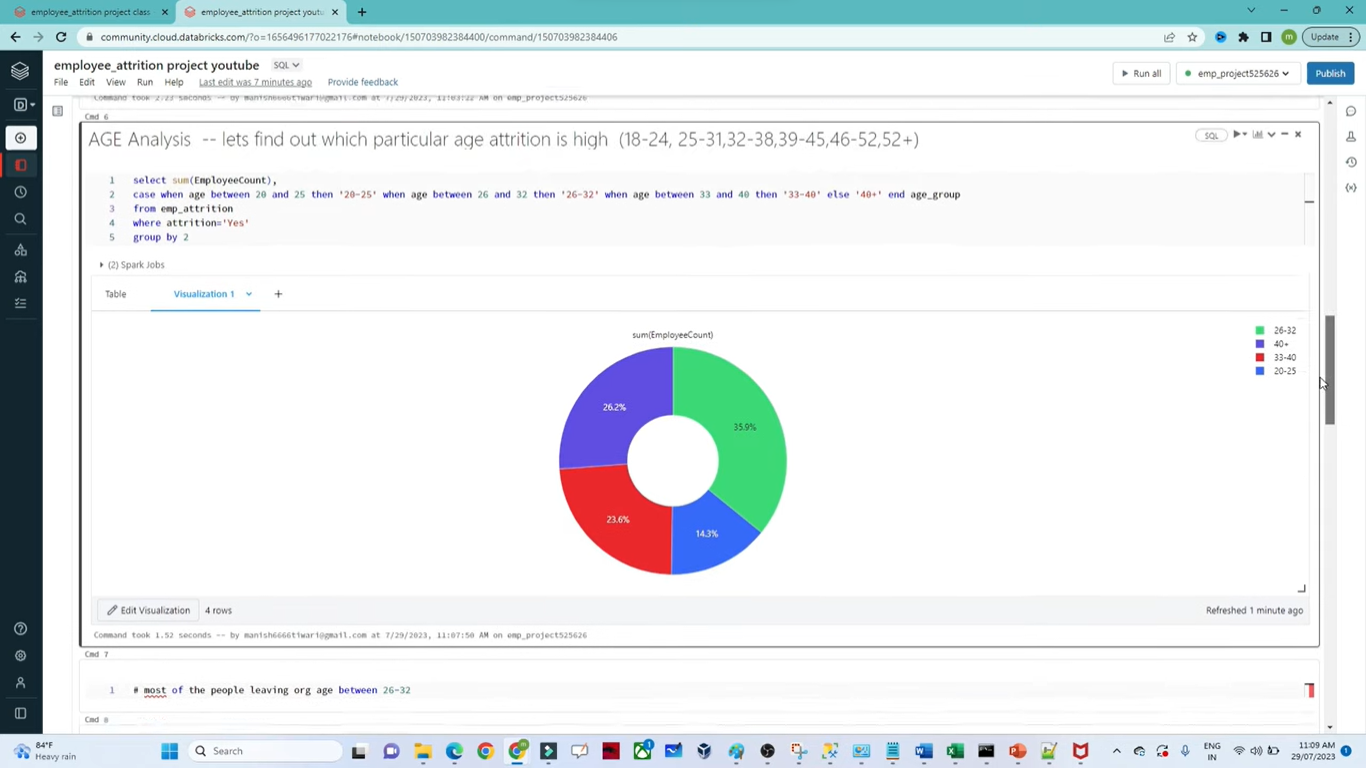 employee_attrition project class
employee_attrition project youtu
community.cloud.databricks.com/?o=1656496177022176#notebook/150703982384400/command/150703982384406
Update
employee_attrition project youtube
SQL
File Edit View Run Help Last edit was 7 minutes ago Provide feedback
Run all
emp_project525626
Publish
Command took 2.23 seconds -- by manish6666tiwari@gmail.com at 7/29/2023, 11:03:22 AM on emp_project525626
Cmd 6
AGE Analysis -- lets find out which particular age attrition is high (18-24, 25-31,32-38,39-45,46-52,52+)
SQL
1 select sum(EmployeeCount),
2 case when age between 20 and 25 then '20-25' when age between 26 and 32 then '26-32' when age between 33 and 40 then '33-40' else '40+' end age_group
3 from emp_attrition
4 where attrition='Yes'
5 group by 2
(2) Spark Jobs
Table Visualization 1 +
sum(EmployeeCount)
26-32
40+
33-40
20-25
26.2%
35.9%
23.6%
14.3%
Edit Visualization 4 rows
Refreshed 1 minute ago
Command took 1.52 seconds -- by manish6666tiwari@gmail.com at 7/29/2023, 11:07:50 AM on emp_project525626
Cmd 7
1 # most of the people leaving org age between 26-32
Cmd 8
84°F
Heavy rain
Search
ENG
IN
11:09 AM
29/07/2023